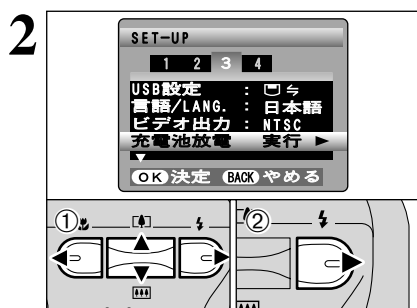 2
SET-UP
1 2 3 4
USB設定 :
言語/LANG. : 日本語
ビデオ出力 : NTSC
充電池放電 実行 ▶
OK 決定 BACK やめる
① ②